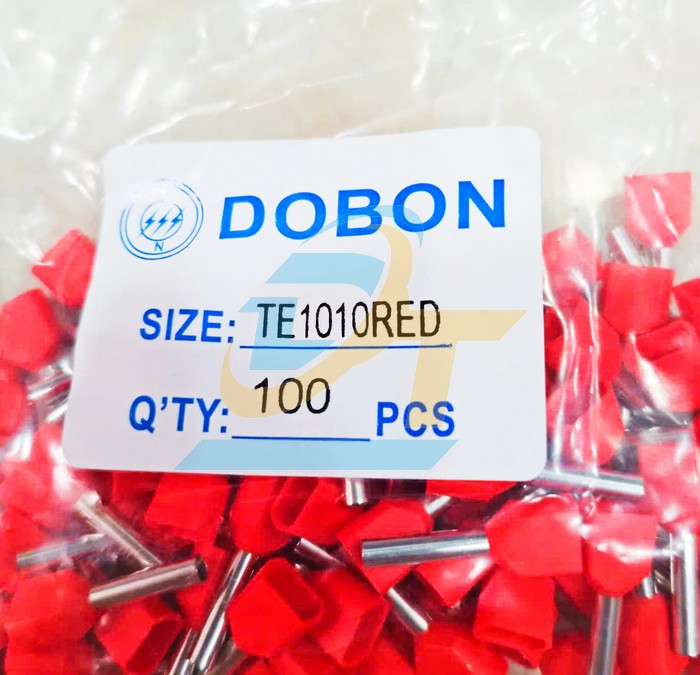 DOBON
N
SIZE: TE1010RED
Q'TY: 100 PCS